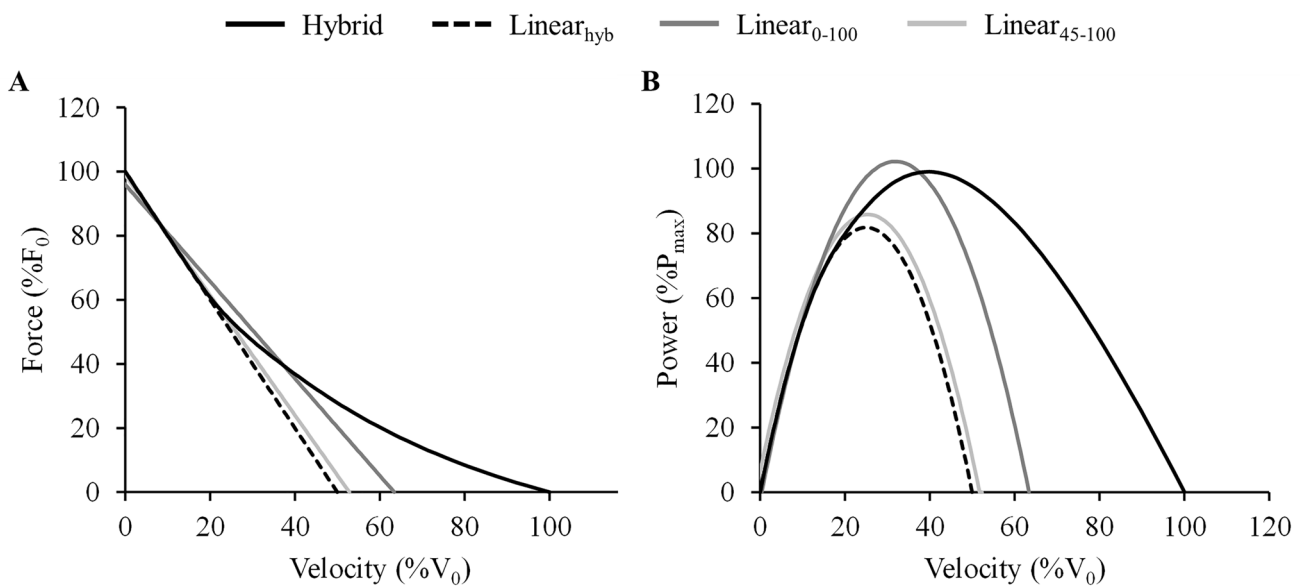 Hybrid Linear_hyb Linear_0-100 Linear_45-100
A
120
100
80
60
40
20
0
Force (%F_0)
0 20 40 60 80 100
Velocity (%V_0)
B
120
100
80
60
40
20
0
Power (%P_max)
0 20 40 60 80 100 120
Velocity (%V_0)